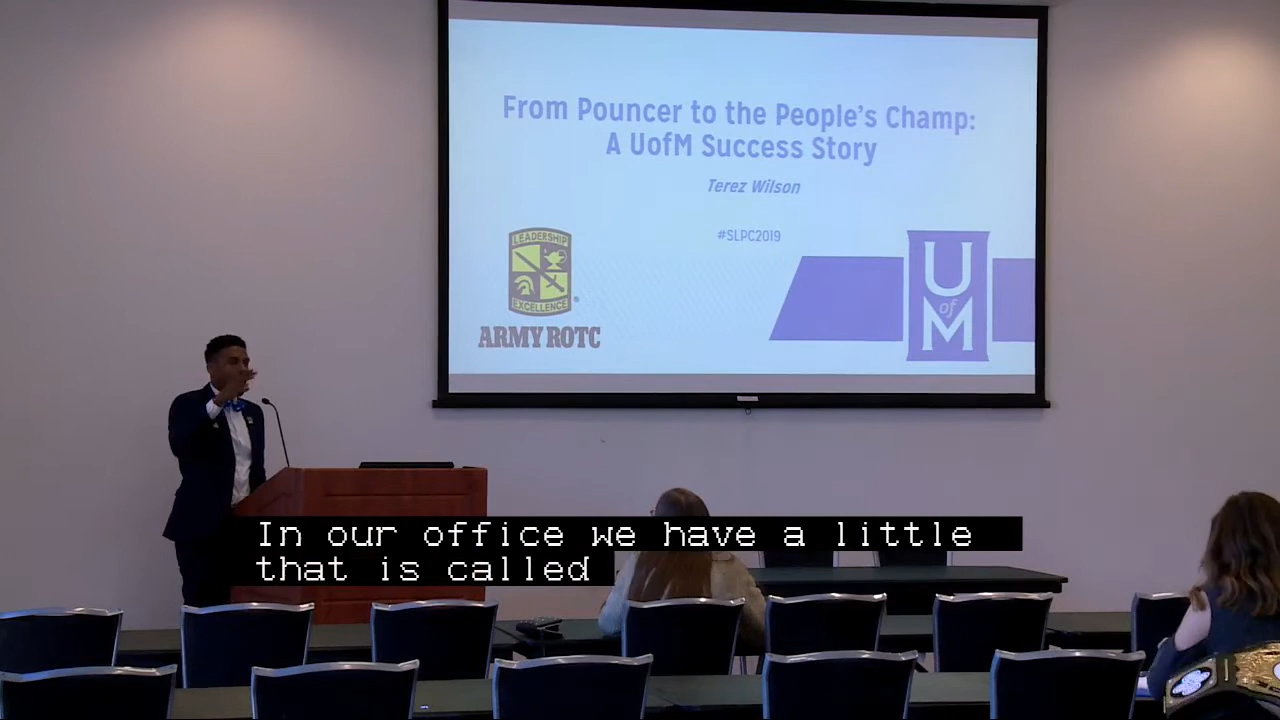 From Pouncer to the People's Champ:
A UofM Success Story
Terez Wilson
#SLPC2019
LEADERSHIP
EXCELLENCE
ARMY ROTC
U
of
M
In our office we have a little
that is called